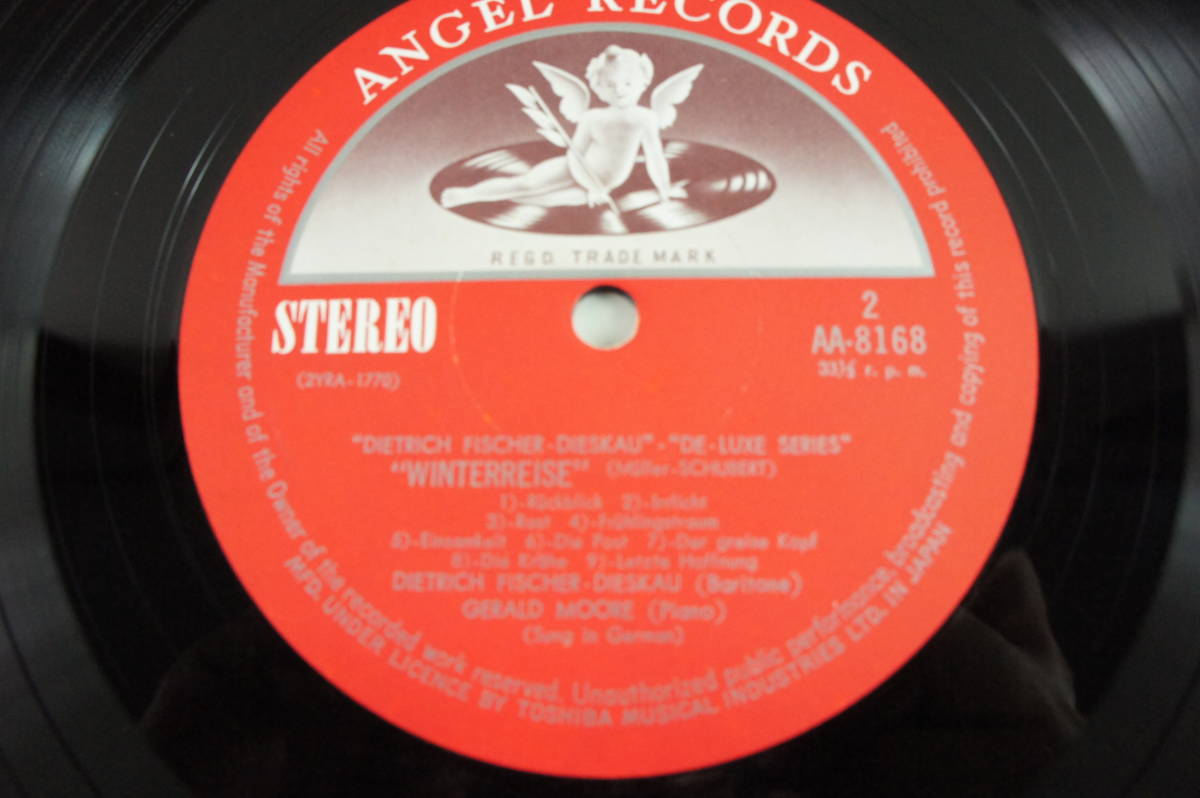 ANGEL RECORDS
REGD. TRADE MARK
STEREO
(2YRA-1770)
2
AA-8168
33⅓ r. p. m.
"DIETRICH FISCHER-DIESKAU"-"DE-LUXE SERIES"
"WINTERREISE" (Müller-SCHUBERT)
1)-Rückblick 2)-Irrlicht
3)-Rast 4)-Frühlingstraum
5)-Einsamkeit 6)-Die Post 7)-Der greise Kopf
8)-Die Krähe 9)-Letzte Hoffnung
DIETRICH FISCHER-DIESKAU (Baritone)
GERALD MOORE (Piano)
(Sung in German)
All rights of the Manufacturer and of the Owner of the recorded work reserved. Unauthorized public performance, broadcasting and copying of this record prohibited
MFD. UNDER LICENCE BY TOSHIBA MUSICAL INDUSTRIES LTD. IN JAPAN